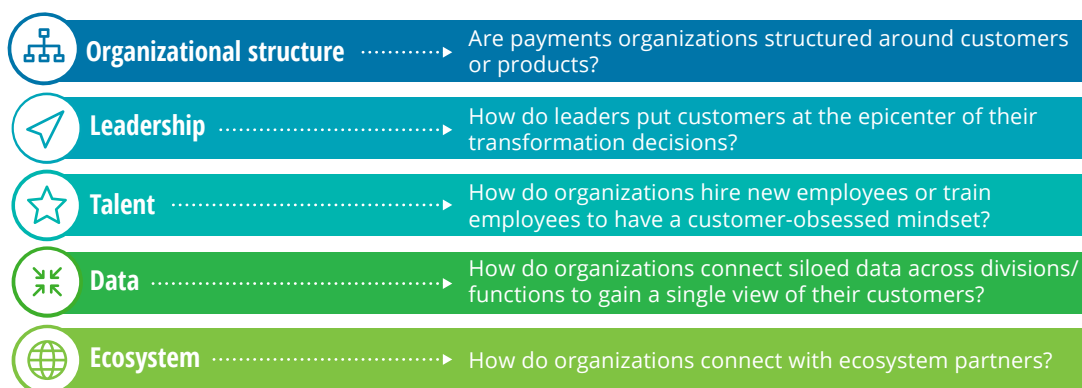 Organizational structure
Are payments organizations structured around customers
or products?
Leadership
How do leaders put customers at the epicenter of their
transformation decisions?
Talent
How do organizations hire new employees or train
employees to have a customer-obsessed mindset?
Data
How do organizations connect siloed data across divisions/
functions to gain a single view of their customers?
Ecosystem
How do organizations connect with ecosystem partners?